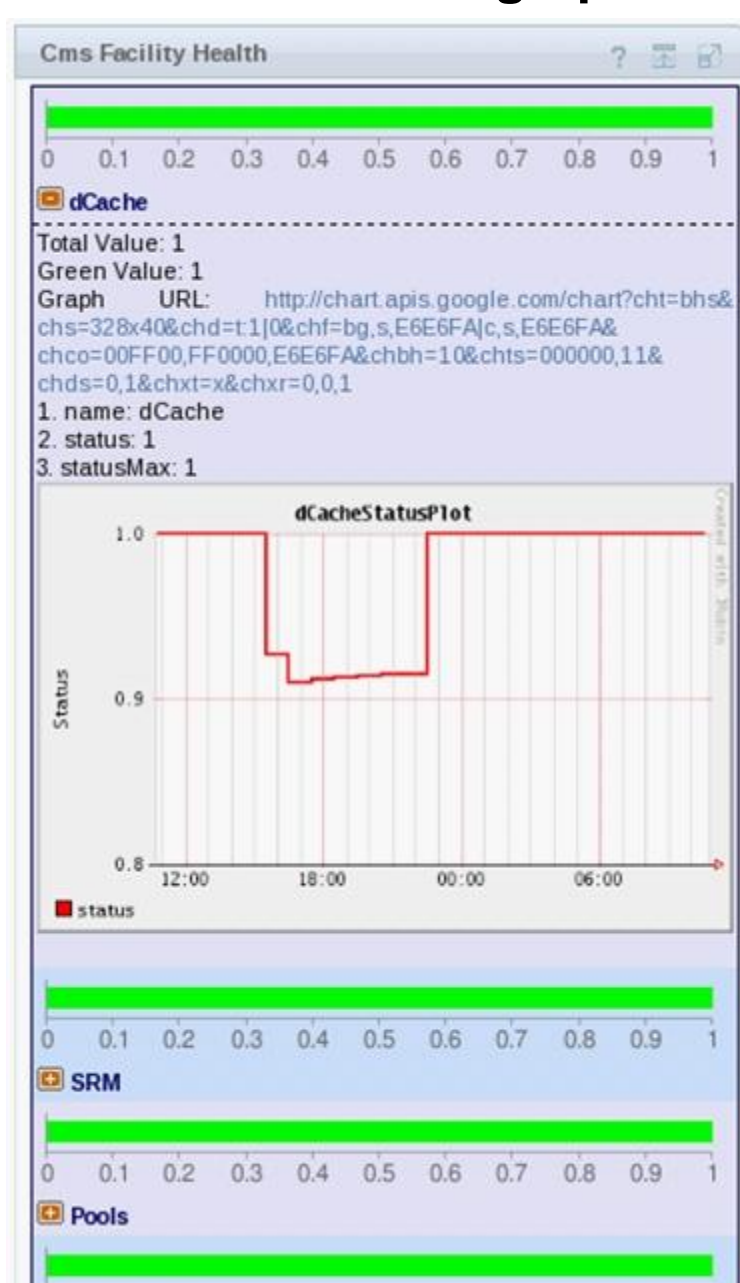 Cms Facility Health ?
0 0.1 0.2 0.3 0.4 0.5 0.6 0.7 0.8 0.9 1
dCache
Total Value: 1
Green Value: 1
Graph URL: http://chart.apis.google.com/chart?cht=bhs&
chs=328x40&chd=t:1|0&chf=bg,s,E6E6FA|c,s,E6E6FA&
chco=00FF00,FF0000,E6E6FA&chbh=10&chts=000000,11&
chds=0,1&chxt=x&chxr=0,0,1
1. name: dCache
2. status: 1
3. statusMax: 1
dCacheStatusPlot
Created with
1.0
Status
0.9
0.8
12:00 18:00 00:00 06:00
status
0 0.1 0.2 0.3 0.4 0.5 0.6 0.7 0.8 0.9 1
SRM
0 0.1 0.2 0.3 0.4 0.5 0.6 0.7 0.8 0.9 1
Pools